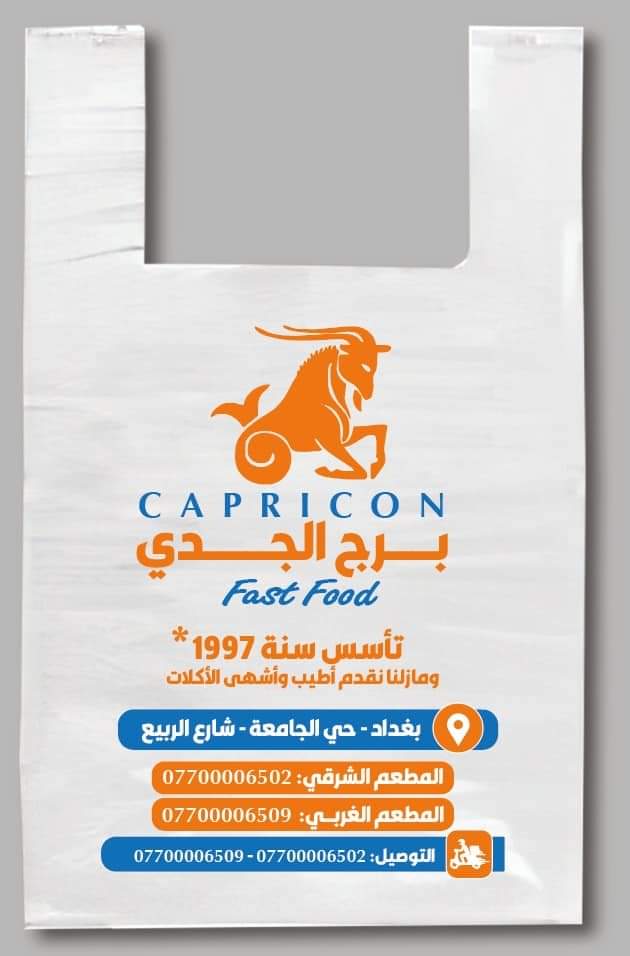 CAPRICON
برج الجدي
Fast Food
تأسس سنة 1997 *
ومازلنا نقدم أطيب وأشهى الأكلات
بغداد - حي الجامعة - شارع الربيع
المطعم الشرقي: 07700006502
المطعم الغربي: 07700006509
التوصيل: 07700006502 - 07700006509